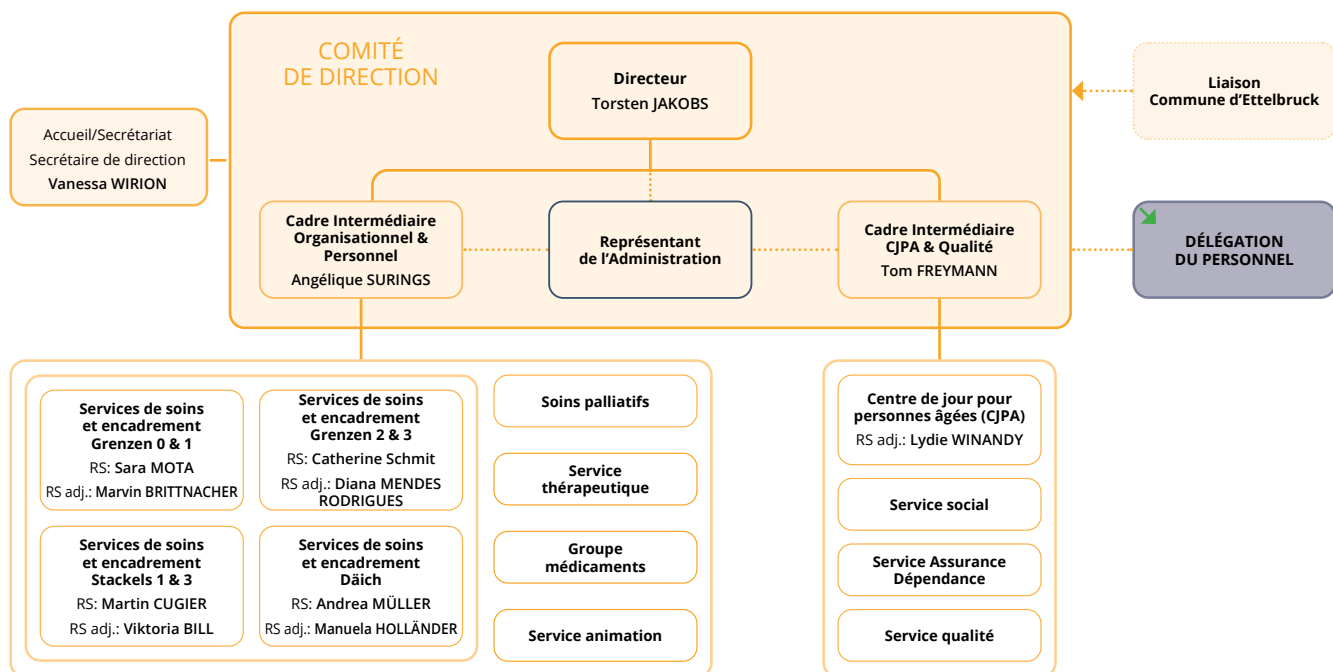 COMITÉ
DE DIRECTION
Directeur
Torsten JAKOBS
Liaison
Commune d'Ettelbruck
Accueil/Secrétariat
Secrétaire de direction
Vanessa WIRION
Cadre Intermédiaire
Organisationnel &
Personnel
Angélique SURINGS
Représentant
de l'Administration
Cadre Intermédiaire
CJPA & Qualité
Tom FREYMANN
DÉLÉGATION
DU PERSONNEL
Services de soins
et encadrement
Grenzen 0 & 1
RS: Sara MOTA
RS adj.: Marvin BRITTNACHER
Services de soins
et encadrement
Grenzen 2 & 3
RS: Catherine Schmit
RS adj.: Diana MENDES
RODRIGUES
Services de soins
et encadrement
Stackels 1 & 3
RS: Martin CUGIER
RS adj.: Viktoria BILL
Services de soins
et encadrement
Däich
RS: Andrea MÜLLER
RS adj.: Manuela HOLLÄNDER
Soins palliatifs
Service
thérapeutique
Groupe
médicaments
Service animation
Centre de jour pour
personnes âgées (CJPA)
RS adj.: Lydie WINANDY
Service social
Service Assurance
Dépendance
Service qualité